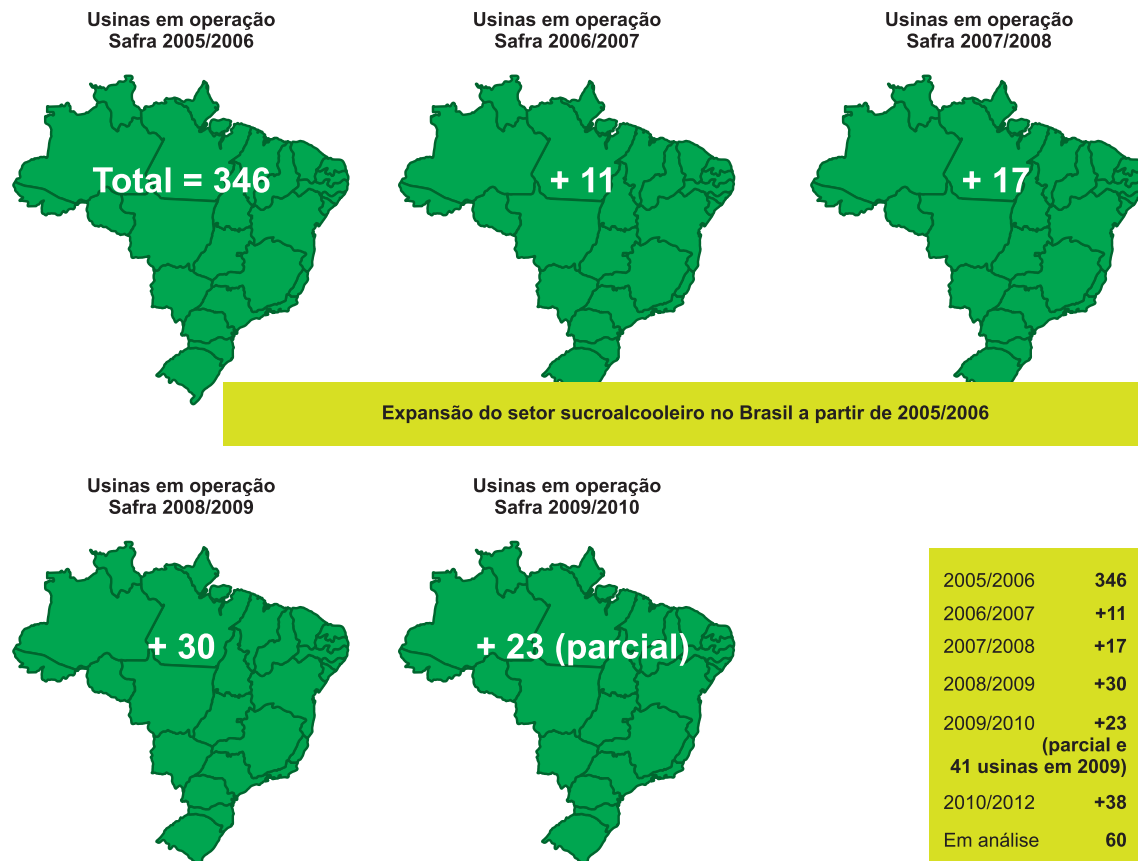 Usinas em operação
Safra 2005/2006
Usinas em operação
Safra 2006/2007
Usinas em operação
Safra 2007/2008
Total = 346
+ 11
+ 17
Expansão do setor sucroalcooleiro no Brasil a partir de 2005/2006
Usinas em operação
Safra 2008/2009
Usinas em operação
Safra 2009/2010
+ 30
+ 23 (parcial)
2005/2006 346
2006/2007 +11
2007/2008 +17
2008/2009 +30
2009/2010 +23
(parcial e
41 usinas em 2009)
2010/2012 +38
Em análise 60